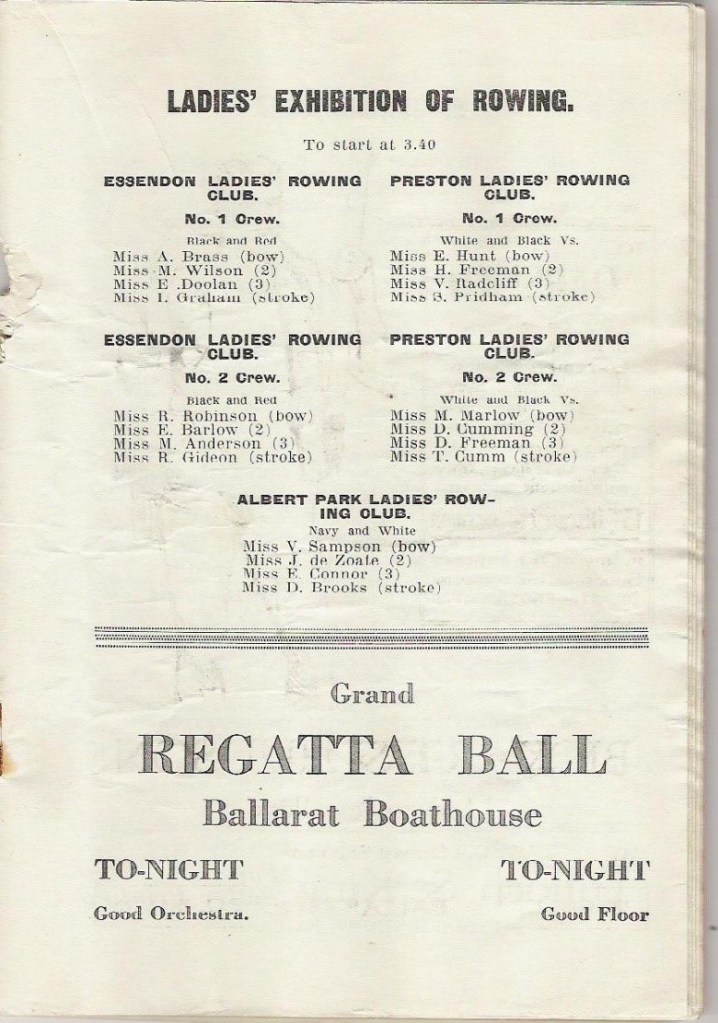 LADIES' EXHIBITION OF ROWING.
To start at 3.40
ESSENDON LADIES' ROWING
CLUB.
No. 1 Crew.
Black and Red
Miss A. Brass (bow)
Miss M. Wilson (2)
Miss E .Doolan (3)
Miss I. Graham (stroke)
PRESTON LADIES' ROWING
CLUB.
No. 1 Crew.
White and Black Vs.
Miss E. Hunt (bow)
Miss H. Freeman (2)
Miss V. Radcliff (3)
Miss S. Pridham (stroke)
ESSENDON LADIES' ROWING
CLUB.
No. 2 Crew.
Black and Red
Miss R. Robinson (bow)
Miss E. Barlow (2)
Miss M. Anderson (3)
Miss R. Gideon (stroke)
PRESTON LADIES' ROWING
CLUB.
No. 2 Crew.
White and Black Vs.
Miss M. Marlow (bow)
Miss D. Cumming (2)
Miss D. Freeman (3)
Miss T. Cumm (stroke)
ALBERT PARK LADIES' ROW-
ING CLUB.
Navy and White
Miss V. Sampson (bow)
Miss J. de Zoate (2)
Miss E. Connor (3)
Miss D. Brooks (stroke)
Grand
REGATTA BALL
Ballarat Boathouse
TO-NIGHT TO-NIGHT
Good Orchestra. Good Floor